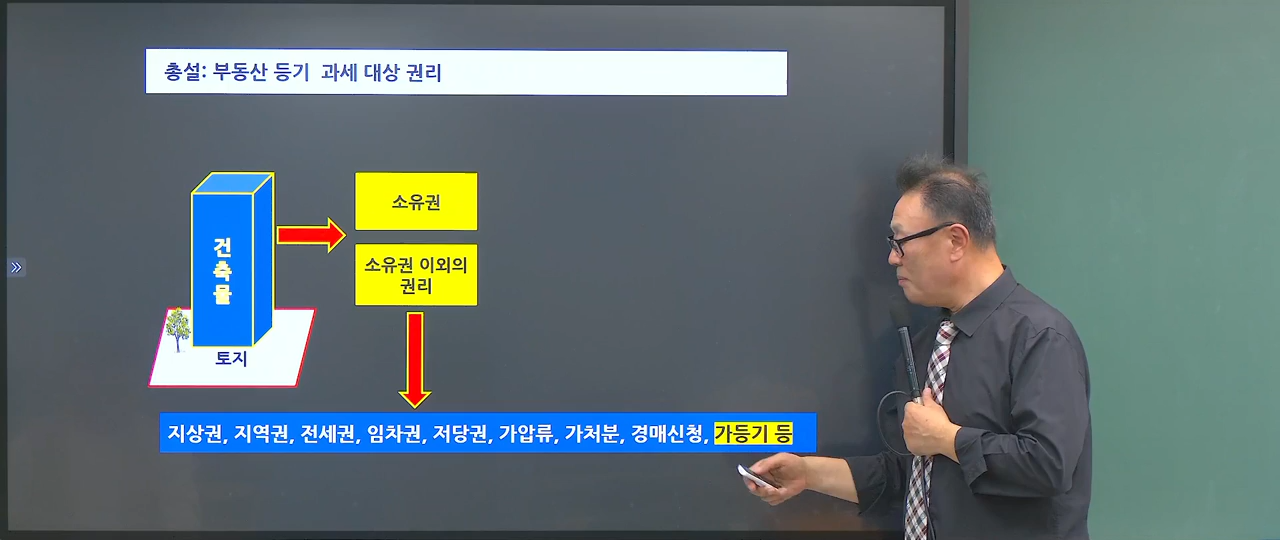 총설: 부동산 등기 과세 대상 권리
건축물
토지
소유권
소유권 이외의
권리
지상권, 지역권, 전세권, 임차권, 저당권, 가압류, 가처분, 경매신청, 가등기 등